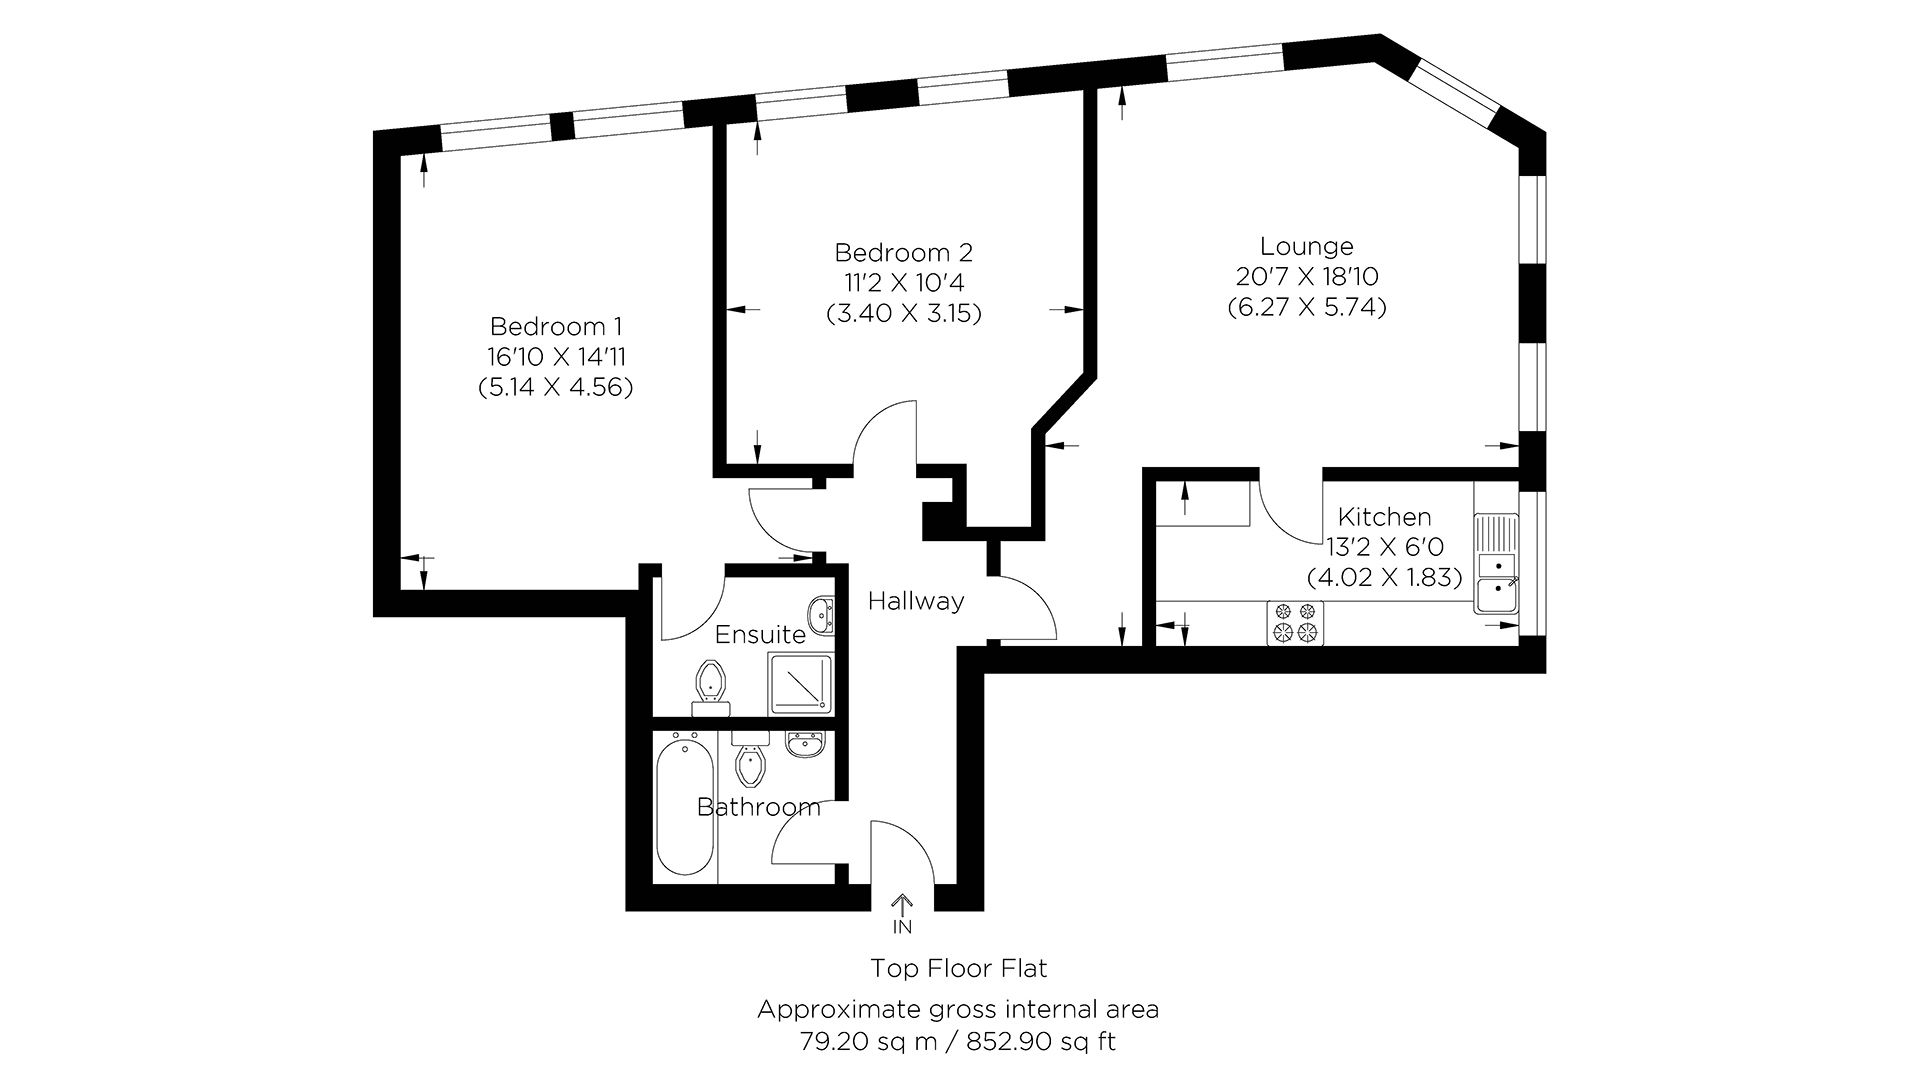 Bedroom 1
16'10 X 14'11
(5.14 X 4.56)
Bedroom 2
11'2 X 10'4
(3.40 X 3.15)
Lounge
20'7 X 18'10
(6.27 X 5.74)
Kitchen
13'2 X 6'0
(4.02 X 1.83)
Hallway
Ensuite
Bathroom
IN
Top Floor Flat
Approximate gross internal area
79.20 sq m / 852.90 sq ft